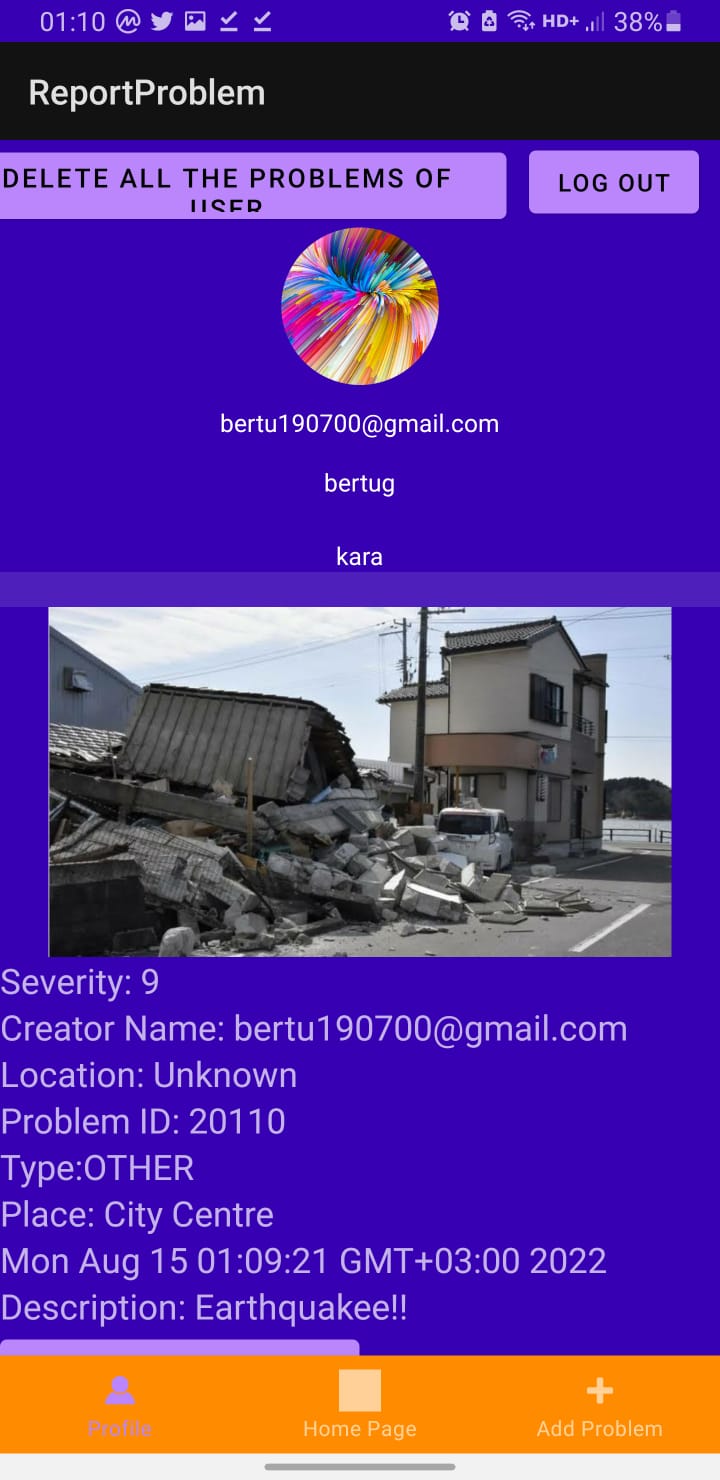 01:10 HD+ 38%
ReportProblem
DELETE ALL THE PROBLEMS OF
USER
LOG OUT
bertu190700@gmail.com
bertug
kara
Severity: 9
Creator Name: bertu190700@gmail.com
Location: Unknown
Problem ID: 20110
Type:OTHER
Place: City Centre
Mon Aug 15 01:09:21 GMT+03:00 2022
Description: Earthquakee!!
Profile
Home Page
Add Problem